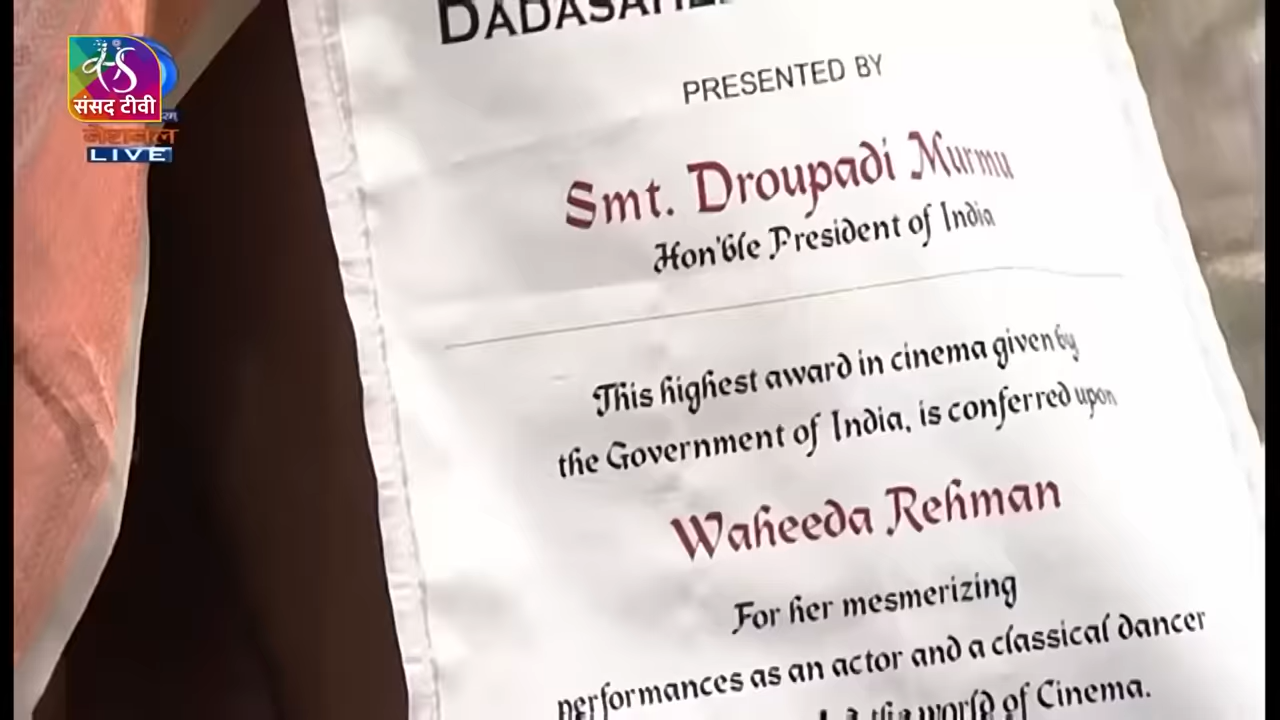 संसद टीवी
नेशनल
LIVE
PRESENTED BY
Smt. Droupadi Murmu
Hon'ble President of India
This highest award in cinema given by
the Government of India, is conferred upon
Waheeda Rehman
For her mesmerizing
performances as an actor and a classical dancer
the world of Cinema.